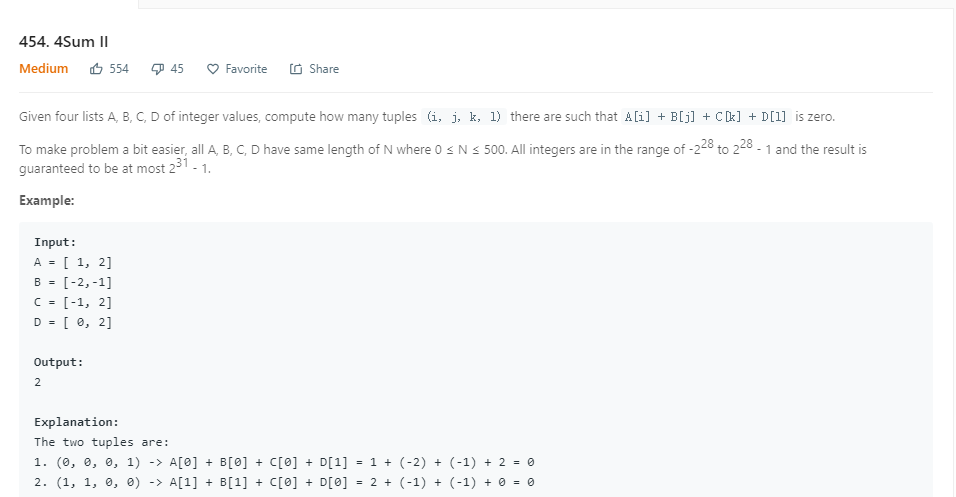 454. 4Sum II
Medium 554 45 Favorite Share
Given four lists A, B, C, D of integer values, compute how many tuples (i, j, k, l) there are such that A[i] + B[j] + C[k] + D[l] is zero.
To make problem a bit easier, all A, B, C, D have same length of N where 0 ≤ N ≤ 500. All integers are in the range of -2^28 to 2^28 - 1 and the result is
guaranteed to be at most 2^31 - 1.
Example:
Input:
A = [ 1, 2]
B = [-2,-1]
C = [-1, 2]
D = [ 0, 2]
Output:
2
Explanation:
The two tuples are:
1. (0, 0, 0, 1) -> A[0] + B[0] + C[0] + D[1] = 1 + (-2) + (-1) + 2 = 0
2. (1, 1, 0, 0) -> A[1] + B[1] + C[0] + D[0] = 2 + (-1) + (-1) + 0 = 0